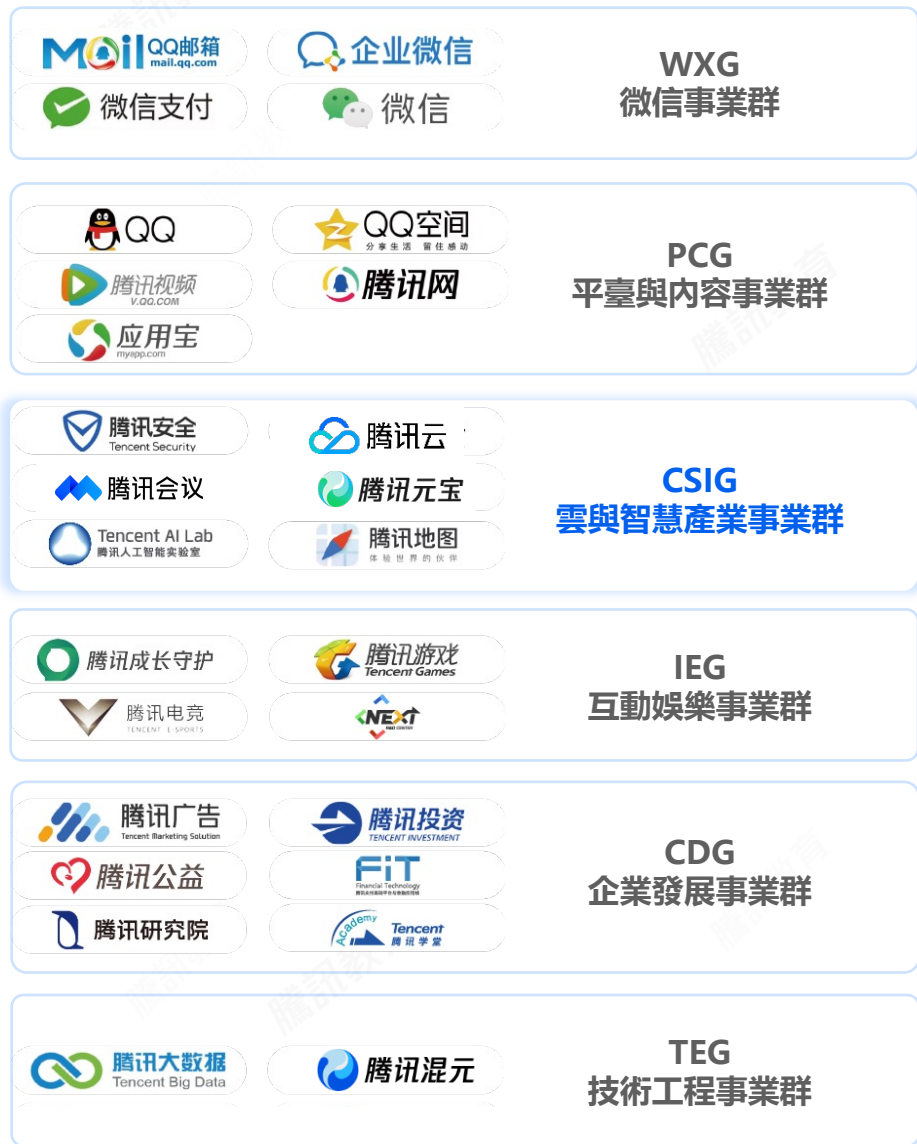 Mail QQ邮箱
mail.qq.com
企业微信
微信支付
微信
WXG
微信事業群
QQ
QQ空间
分享生活 留住感动
腾讯视频
V.QQ.COM
腾讯网
应用宝
myapp.com
PCG
平臺與內容事業群
腾讯安全
Tencent Security
腾讯云
腾讯会议
腾讯元宝
Tencent AI Lab
腾讯人工智能实验室
腾讯地图
体验世界的伙伴
CSIG
雲與智慧產業事業群
腾讯成长守护
腾讯游戏
Tencent Games
腾讯电竞
TENCENT E-SPORTS
NEXT
IEG
互動娛樂事業群
腾讯广告
Tencent Marketing Solution
腾讯投资
TENCENT INVESTMENT
腾讯公益
FiT
Financial Technology
腾讯研究院
Academy
Tencent
腾讯学堂
CDG
企業發展事業群
腾讯大数据
Tencent Big Data
腾讯混元
TEG
技術工程事業群
騰訊教育